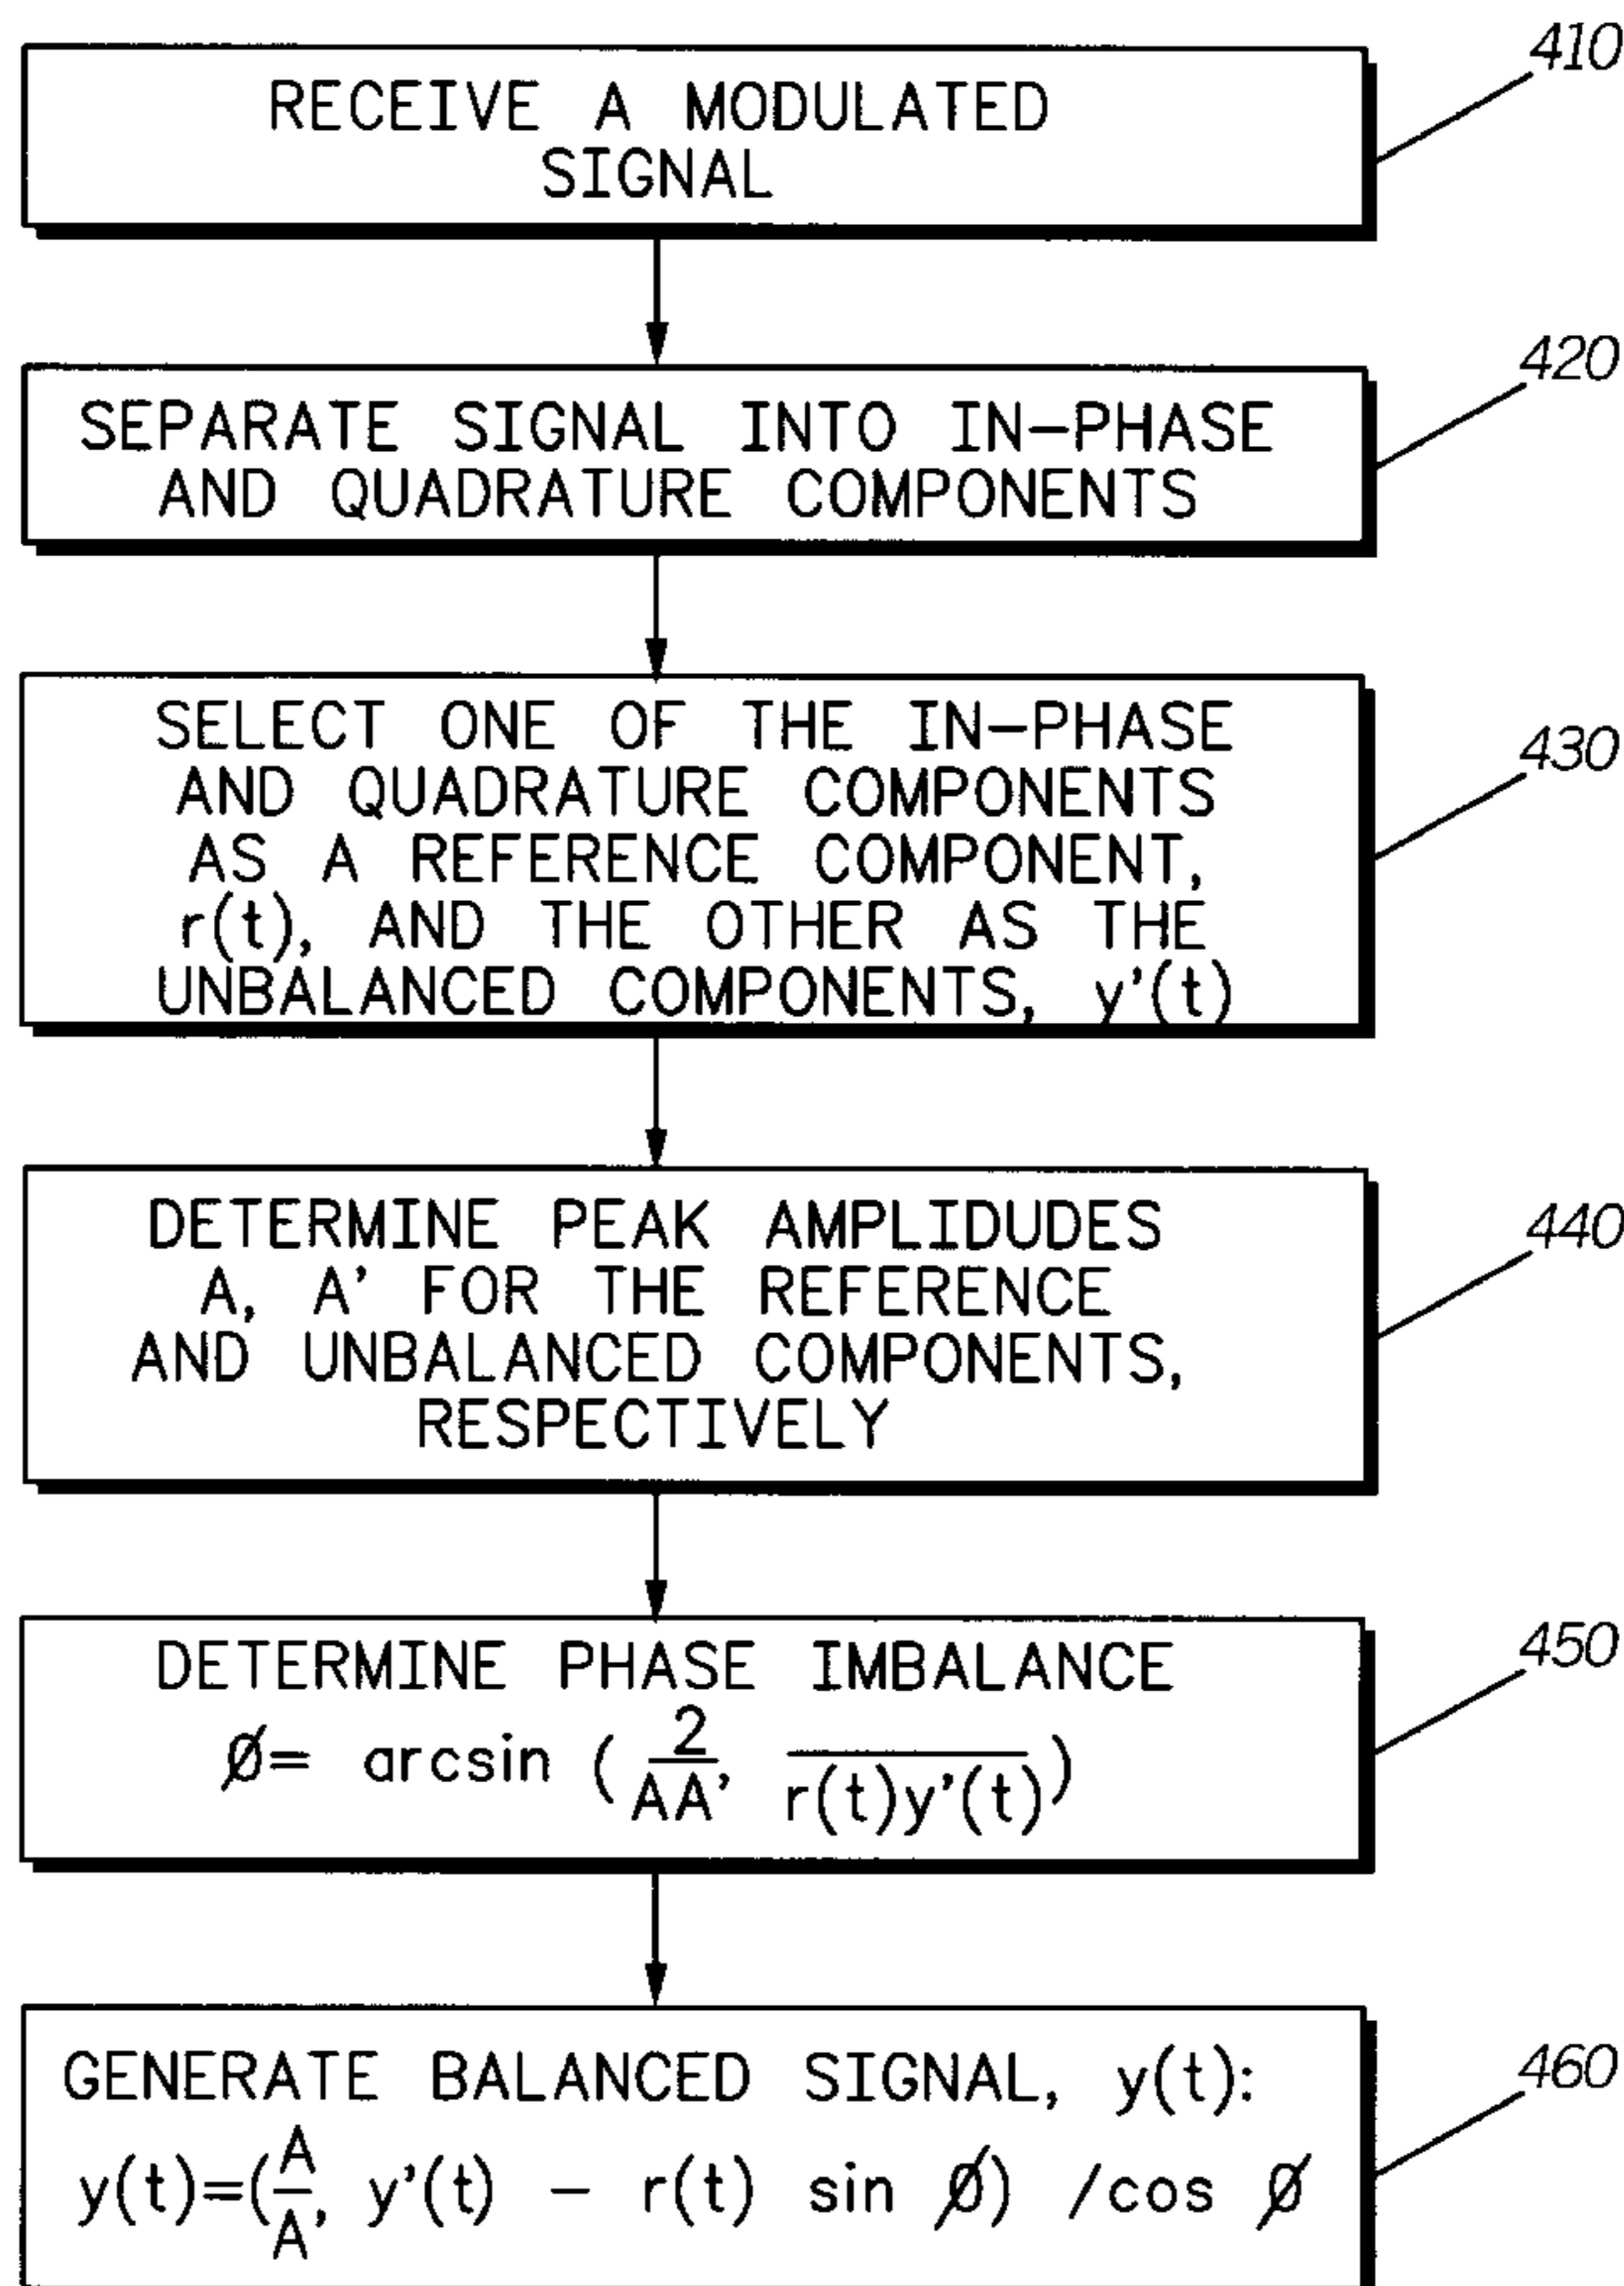 410
RECEIVE A MODULATED
SIGNAL
420
SEPARATE SIGNAL INTO IN-PHASE
AND QUADRATURE COMPONENTS
430
SELECT ONE OF THE IN-PHASE
AND QUADRATURE COMPONENTS
AS A REFERENCE COMPONENT,
r(t), AND THE OTHER AS THE
UNBALANCED COMPONENTS, y'(t)
440
DETERMINE PEAK AMPLIDUDES
A, A' FOR THE REFERENCE
AND UNBALANCED COMPONENTS,
RESPECTIVELY
450
DETERMINE PHASE IMBALANCE
Ø= arcsin ( 2/AA' r(t)y'(t) )
460
GENERATE BALANCED SIGNAL, y(t):
y(t)=(A/A' y'(t) - r(t) sin Ø) /cos Ø